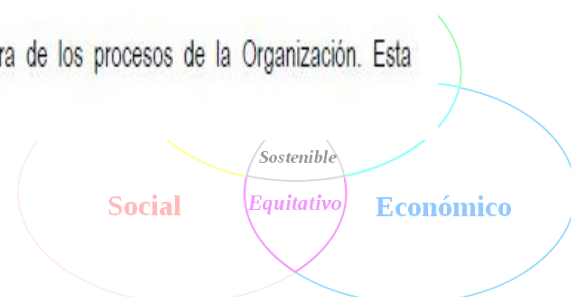 ra de los procesos de la Organización. Esta
Sostenible
Social Equitativo Económico